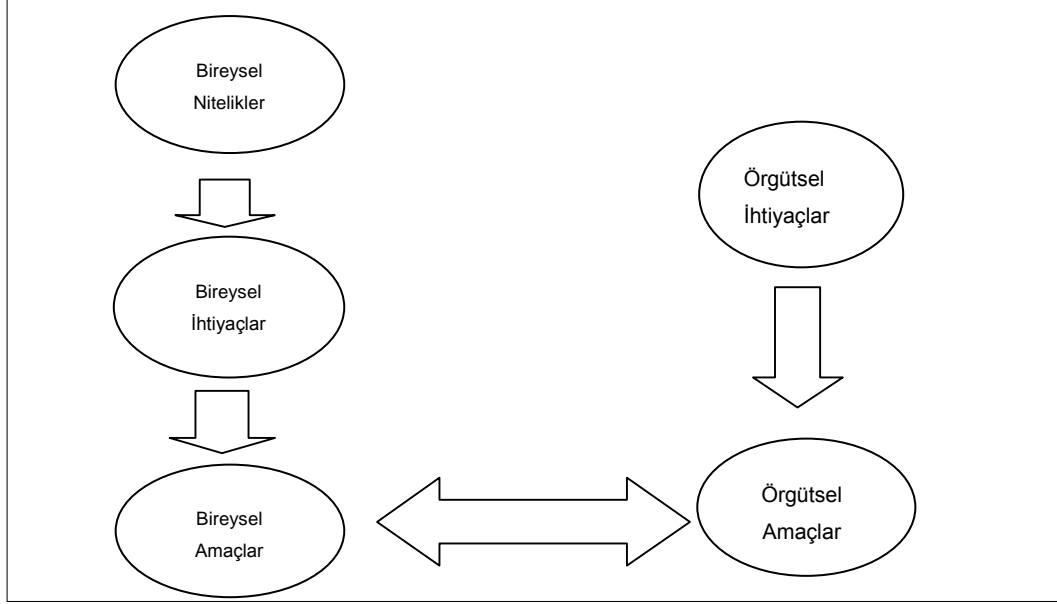 Bireysel
Nitelikler
Örgütsel
İhtiyaçlar
Bireysel
İhtiyaçlar
Bireysel
Amaçlar
Örgütsel
Amaçlar